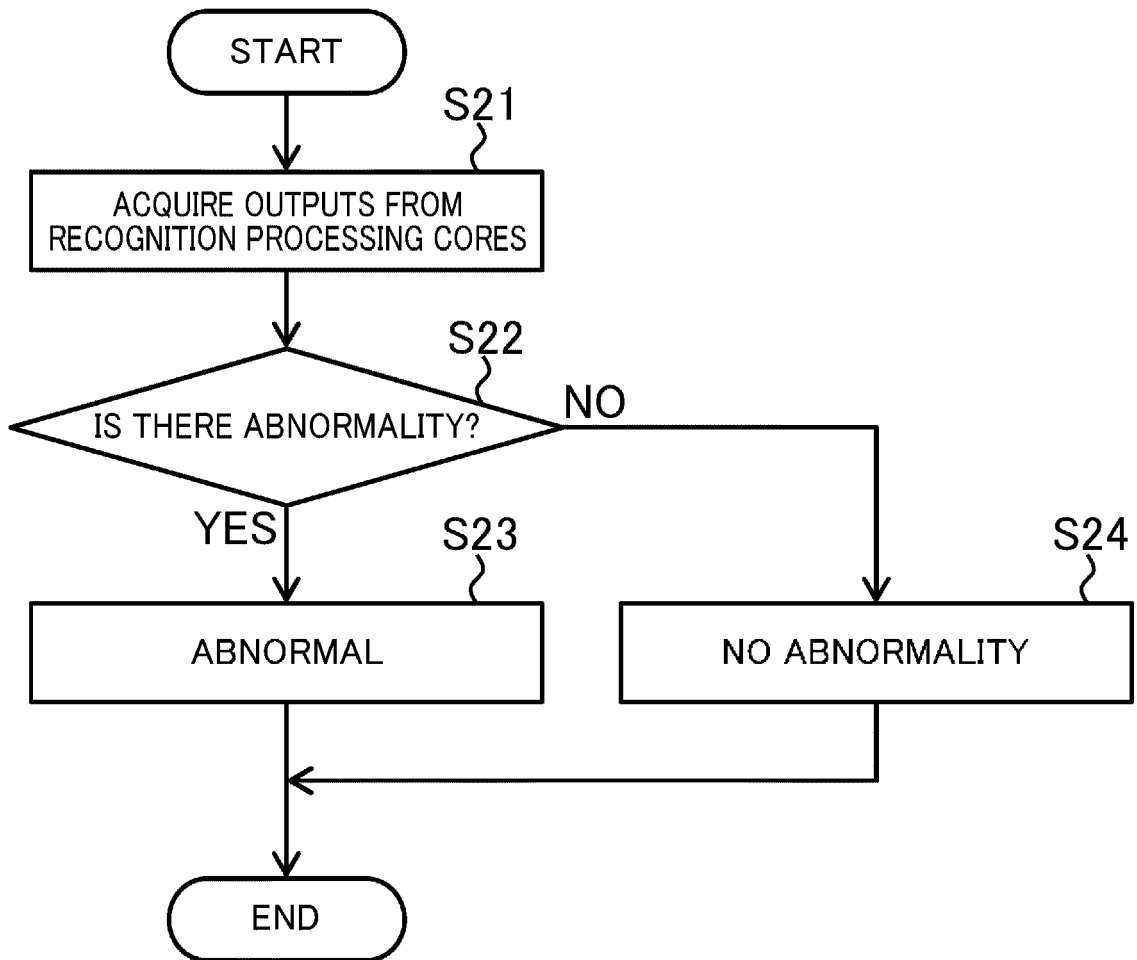 START
S21
ACQUIRE OUTPUTS FROM
RECOGNITION PROCESSING CORES
S22
IS THERE ABNORMALITY?
NO
YES
S23
ABNORMAL
S24
NO ABNORMALITY
END